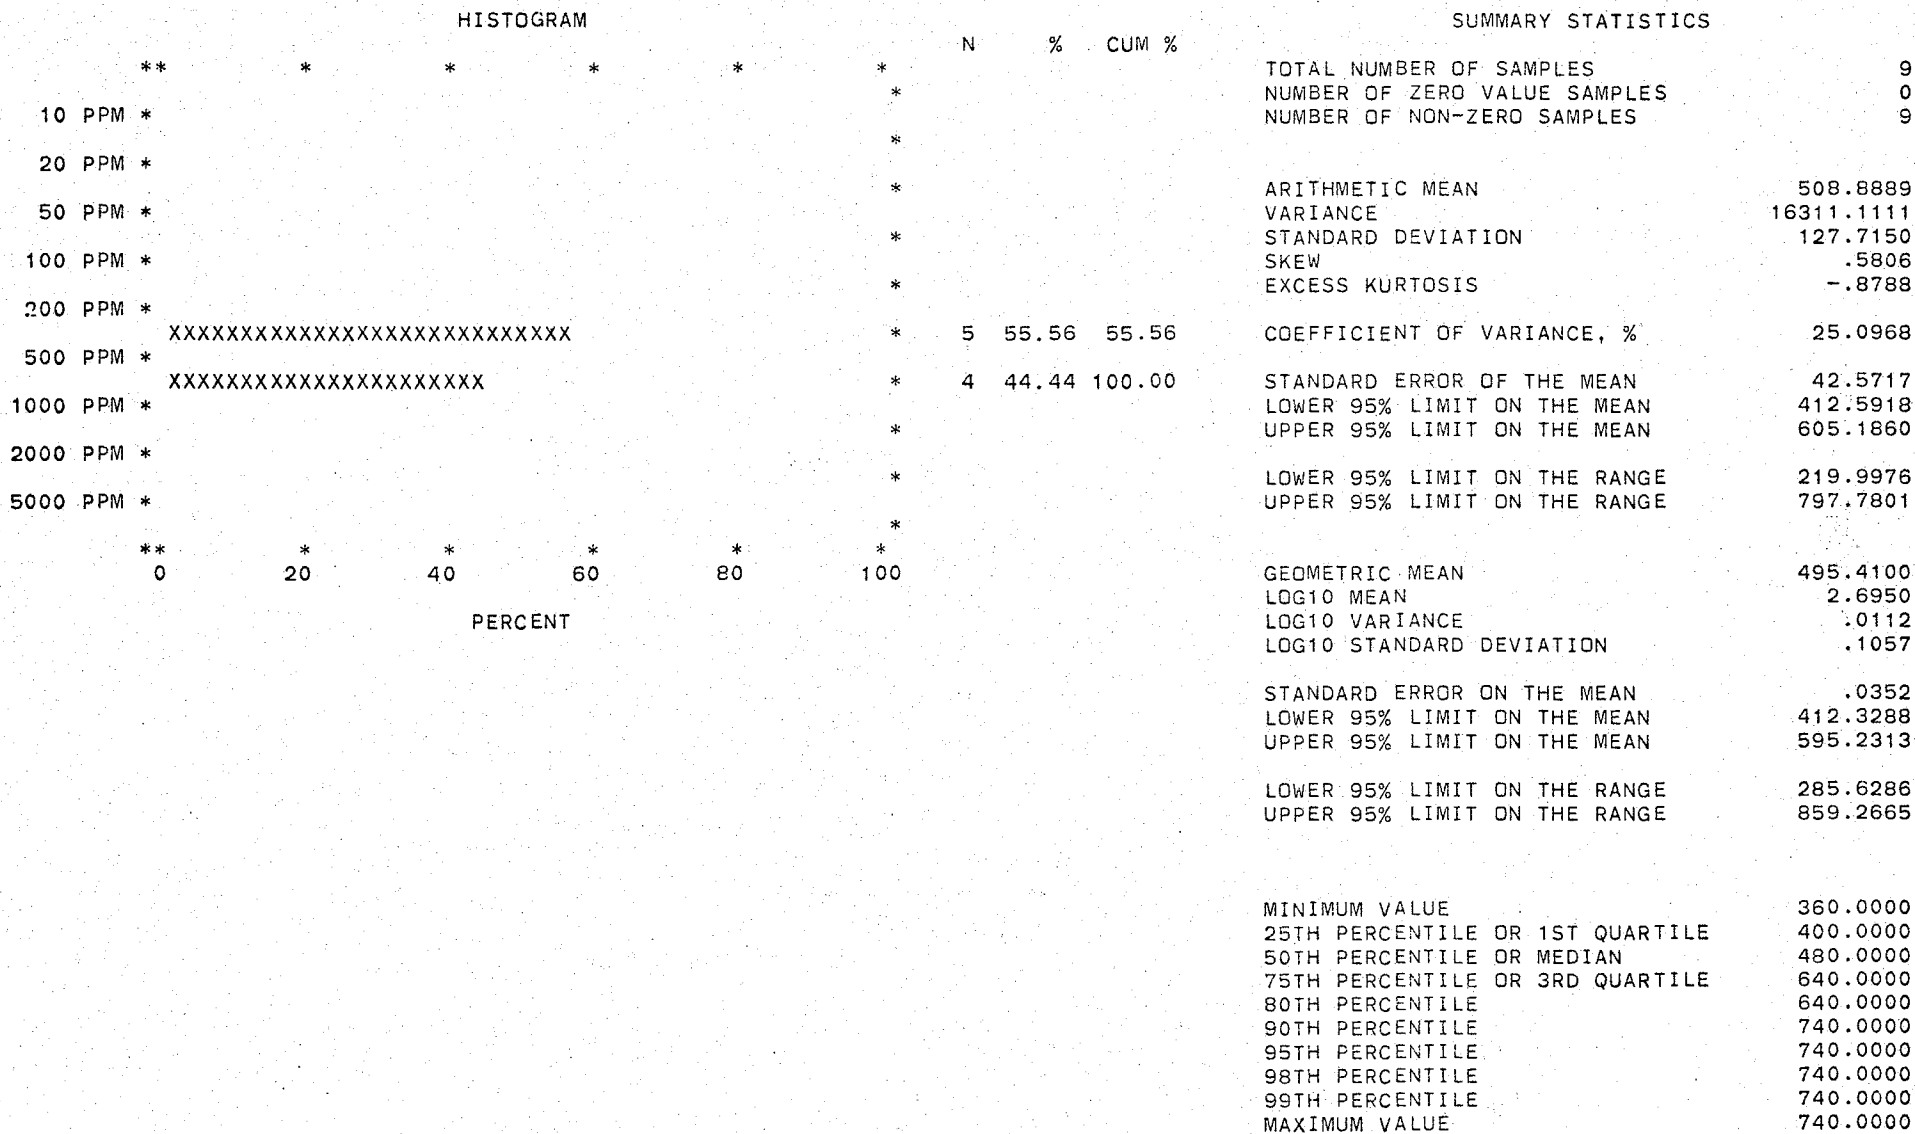 HISTOGRAM
N % CUM %
** * * * * *
*
10 PPM *
*
20 PPM *
*
50 PPM *
*
100 PPM *
*
200 PPM *
XXXXXXXXXXXXXXXXXXXXXXXXXXXX * 5 55.56 55.56
500 PPM *
XXXXXXXXXXXXXXXXXXXXXX * 4 44.44 100.00
1000 PPM *
*
2000 PPM *
*
5000 PPM *
*
** * * * * *
0 20 40 60 80 100
PERCENT
SUMMARY STATISTICS
TOTAL NUMBER OF SAMPLES 9
NUMBER OF ZERO VALUE SAMPLES 0
NUMBER OF NON-ZERO SAMPLES 9
ARITHMETIC MEAN 508.8889
VARIANCE 16311.1111
STANDARD DEVIATION 127.7150
SKEW .5806
EXCESS KURTOSIS -.8788
COEFFICIENT OF VARIANCE, % 25.0968
STANDARD ERROR OF THE MEAN 42.5717
LOWER 95% LIMIT ON THE MEAN 412.5918
UPPER 95% LIMIT ON THE MEAN 605.1860
LOWER 95% LIMIT ON THE RANGE 219.9976
UPPER 95% LIMIT ON THE RANGE 797.7801
GEOMETRIC MEAN 495.4100
LOG10 MEAN 2.6950
LOG10 VARIANCE .0112
LOG10 STANDARD DEVIATION .1057
STANDARD ERROR ON THE MEAN .0352
LOWER 95% LIMIT ON THE MEAN 412.3288
UPPER 95% LIMIT ON THE MEAN 595.2313
LOWER 95% LIMIT ON THE RANGE 285.6286
UPPER 95% LIMIT ON THE RANGE 859.2665
MINIMUM VALUE 360.0000
25TH PERCENTILE OR 1ST QUARTILE 400.0000
50TH PERCENTILE OR MEDIAN 480.0000
75TH PERCENTILE OR 3RD QUARTILE 640.0000
80TH PERCENTILE 640.0000
90TH PERCENTILE 740.0000
95TH PERCENTILE 740.0000
98TH PERCENTILE 740.0000
99TH PERCENTILE 740.0000
MAXIMUM VALUE 740.0000